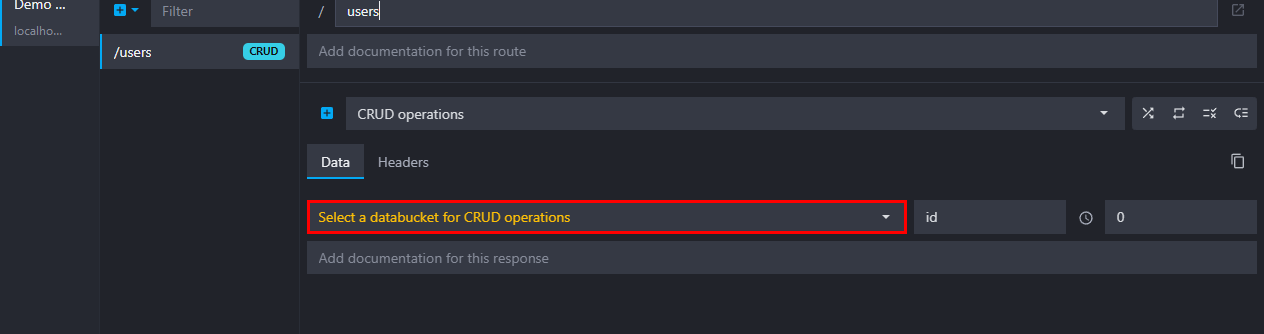 Demo ...
localho...
Filter
/users
CRUD
/
users
Add documentation for this route
CRUD operations
Data
Headers
Select a databucket for CRUD operations
id
0
Add documentation for this response